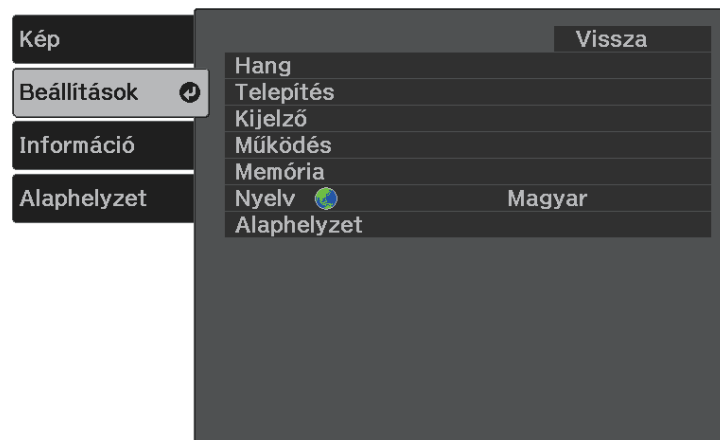 Kép
Beállítások
Információ
Alaphelyzet
Vissza
Hang
Telepítés
Kijelző
Működés
Memória
Nyelv Magyar
Alaphelyzet